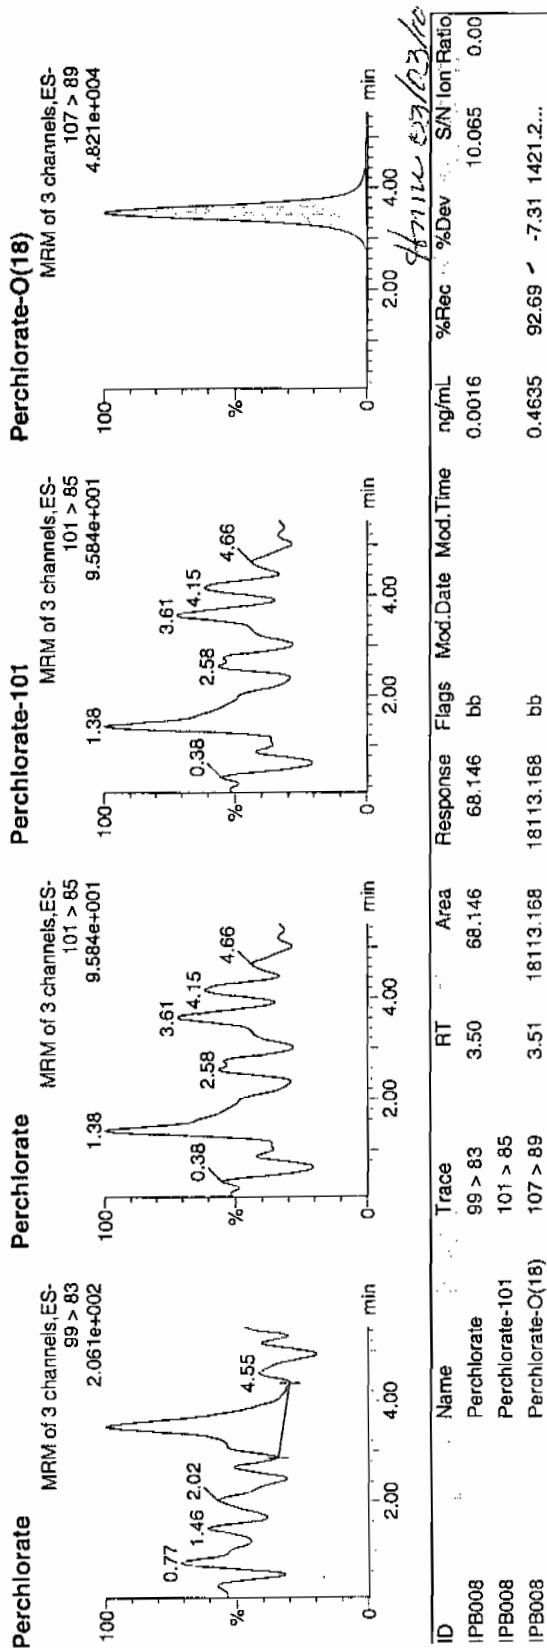 Perchlorate
MRM of 3 channels,ES-
99 > 83
2.061e+002
100
%
0
0.77
1.46
2.02
4.55
2.00
4.00
min
Perchlorate
MRM of 3 channels,ES-
101 > 85
9.584e+001
100
%
0
0.38
1.38
2.58
3.61
4.15
4.66
2.00
4.00
min
Perchlorate-101
MRM of 3 channels,ES-
101 > 85
9.584e+001
100
%
0
0.38
1.38
2.58
3.61
4.15
4.66
2.00
4.00
min
Perchlorate-O(18)
MRM of 3 channels,ES-
107 > 89
4.821e+004
100
%
0
2.00
4.00
min
03/03/10
ID Name Trace RT Area Response Flags Mod.Date Mod.Time ng/mL %Rec %Dev S/N Ion Ratio
IPB008 Perchlorate 99 > 83 3.50 68.146 68.146 bb 0.0016 10.065 0.00
IPB008 Perchlorate-101 101 > 85
IPB008 Perchlorate-O(18) 107 > 89 3.51 18113.168 18113.168 bb 0.4635 92.69 -7.31 1421.2...